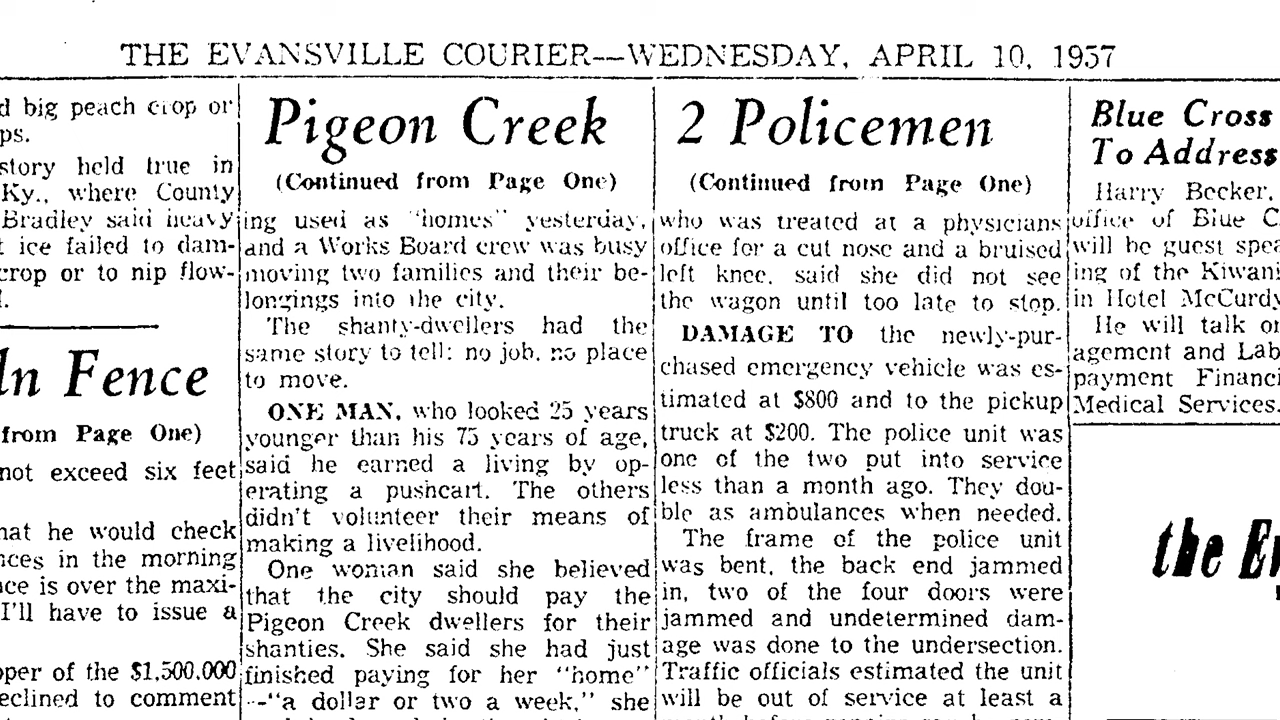 THE EVANSVILLE COURIER—WEDNESDAY, APRIL 10, 1957
d big peach crop or
ps.
story held true in
Ky., where County
Bradley said heavy
t ice failed to dam-
crop or to nip flow-
ln Fence
from Page One)
not exceed six feet
hat he would check
nces in the morning
nce is over the maxi-
I'll have to issue a
pper of the $1,500,000
eclined to comment
Pigeon Creek
(Continued from Page One)
ing used as "homes" yesterday,
and a Works Board crew was busy
moving two families and their be-
longings into the city.
The shanty-dwellers had the
same story to tell: no job, no place
to move.
ONE MAN, who looked 25 years
younger than his 75 years of age,
said he earned a living by op-
erating a pushcart. The others
didn't volunteer their means of
making a livelihood.
One woman said she believed
that the city should pay the
Pigeon Creek dwellers for their
shanties. She said she had just
finished paying for her "home"
--"a dollar or two a week," she
2 Policemen
(Continued from Page One)
who was treated at a physicians
office for a cut nose and a bruised
left knee, said she did not see
the wagon until too late to stop.
DAMAGE TO the newly-pur-
chased emergency vehicle was es-
timated at $800 and to the pickup
truck at $200. The police unit was
one of the two put into service
less than a month ago. They dou-
ble as ambulances when needed.
The frame of the police unit
was bent, the back end jammed
in, two of the four doors were
jammed and undetermined dam-
age was done to the undersection.
Traffic officials estimated the unit
will be out of service at least a
Blue Cross
To Address
Harry Becker,
office of Blue C
will be guest spea
ing of the Kiwani
in Hotel McCurdy
He will talk on
agement and Lab
payment Financi
Medical Services.
the Ev